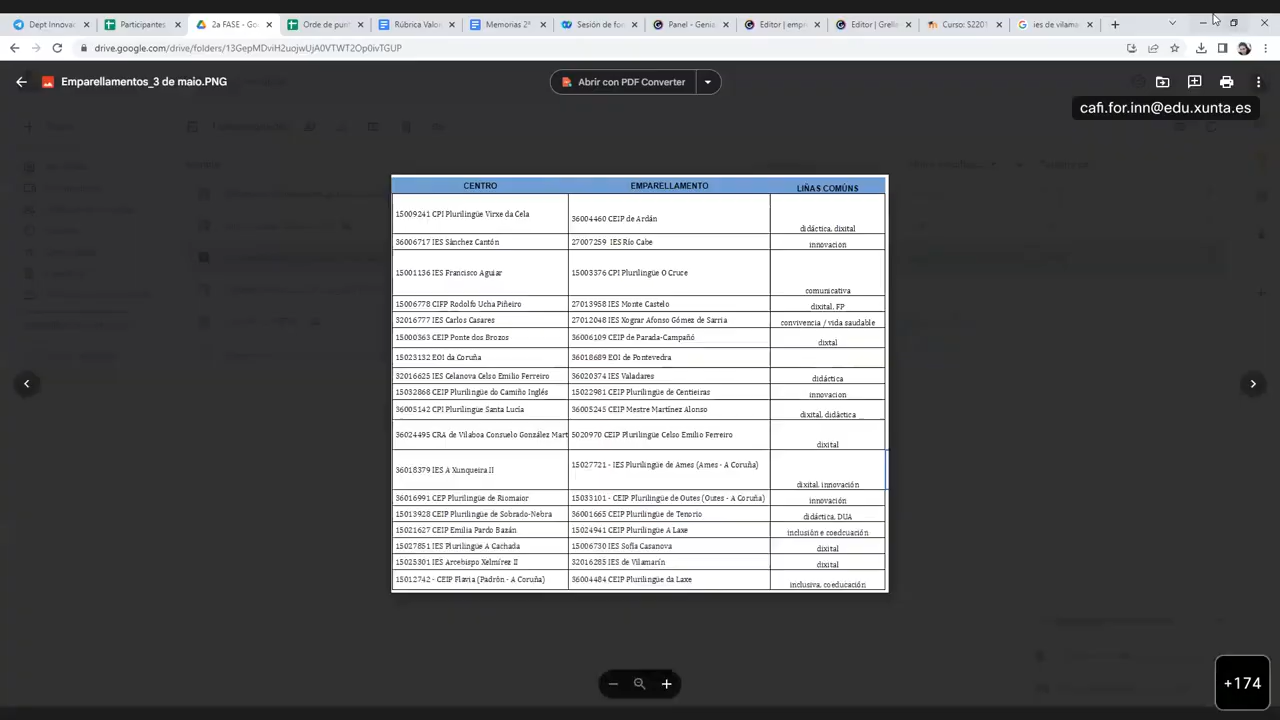 Dept Innova
Participantes
2a FASE - Go
Orde de pun
Rúbrica Valo
Memorias 2ª
Sesión de fo
Panel - Genia
Editor | emp
Editor | Grella
Curso: S2201
ies de vilama
drive.google.com/drive/folders/13GepMDviH2uojwUjA0VTWT2Op0ivTGUP
Emparellamentos_3 de maio.PNG
Abrir con PDF Converter
cafi.for.inn@edu.xunta.es
CENTRO EMPARELLAMENTO LIÑAS COMÚNS
15009241 CPI Plurilingüe Virxe da Cela 36004460 CEIP de Ardán didáctica, dixital
36006717 IES Sánchez Cantón 27007259 IES Río Cabe innovacion
15001136 IES Francisco Aguiar 15003376 CPI Plurilingüe O Cruce comunicativa
15006778 CIFP Rodolfo Ucha Piñeiro 27013958 IES Monte Castelo dixital, FP
32016777 IES Carlos Casares 27012048 IES Xograr Afonso Gómez de Sarria convivencia / vida saudable
15000363 CEIP Ponte dos Brozos 36006109 CEIP de Parada-Campañó dixtal
15023132 EOI da Coruña 36018689 EOI de Pontevedra
32016625 IES Celanova Celso Emilio Ferreiro 36020374 IES Valadares didáctica
15032868 CEIP Plurilingüe do Camiño Inglés 15022981 CEIP Plurilingüe de Centieiras innovacion
36005142 CPI Plurilingüe Santa Lucía 36005245 CEIP Mestre Martínez Alonso dixital, didáctica
36024495 CRA de Vilaboa Consuelo González Mart 5020970 CEIP Plurilingüe Celso Emilio Ferreiro dixital
36018379 IES A Xunqueira II 15027721 - IES Plurilingüe de Ames (Ames - A Coruña) dixital, innovación
36016991 CEP Plurilingüe de Riomaior 15033101 - CEIP Plurilingüe de Outes (Outes - A Coruña) innovación
15013928 CEIP Plurilingüe de Sobrado-Nebra 36001665 CEIP Plurilingüe de Tenorio didáctica, DUA
15021627 CEIP Emilia Pardo Bazán 15024941 CEIP Plurilingüe A Laxe inclusión e coedcuación
15027851 IES Plurilingüe A Cachada 15006730 IES Sofía Casanova dixital
15025301 IES Arcebispo Xelmírez II 32016285 IES de Vilamarín dixital
15012742 - CEIP Flavia (Padrón - A Coruña) 36004484 CEIP Plurilingüe da Laxe inclusiva, coeducación
+174